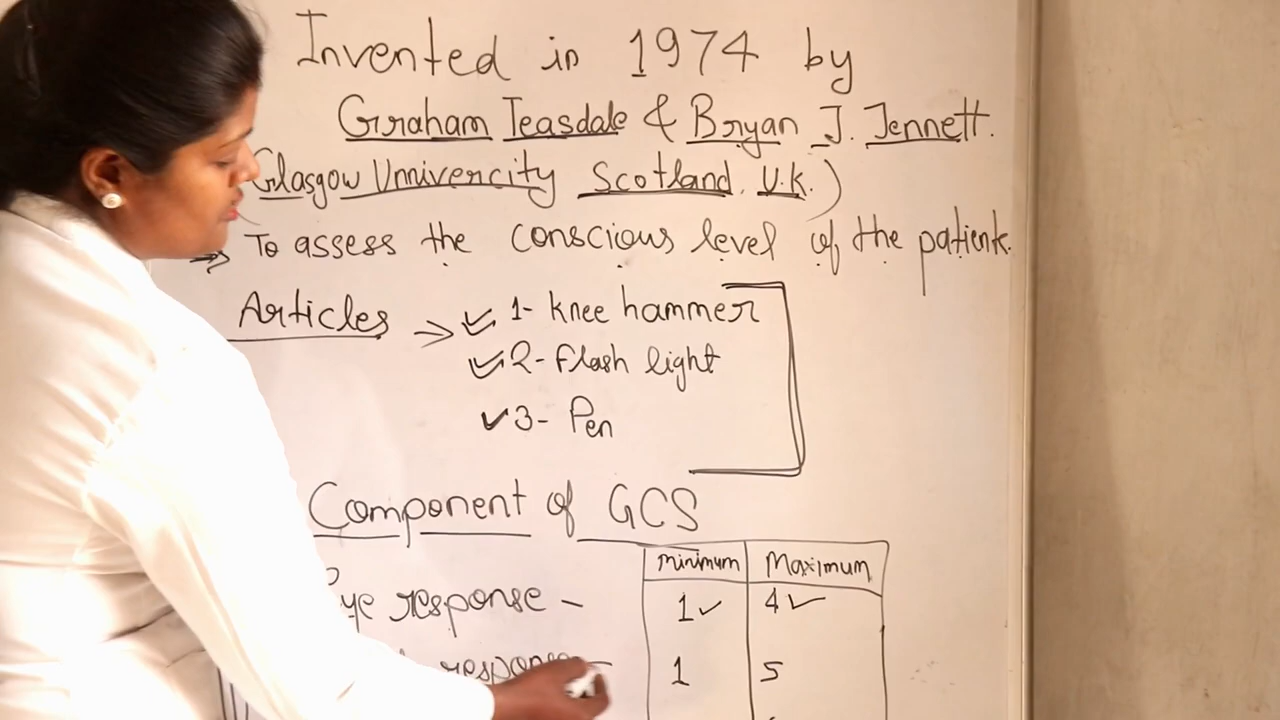 Invented in 1974 by
Graham Teasdale & Bryan J. Jennett.
Glasgow Univercity Scotland, U.K.)
To assess the conscious level of the patient.
Articles
1- knee hammer
2- Flash light
3- Pen
Component of GCS
minimum Maximum
Eye response - 1 4
response - 1 5